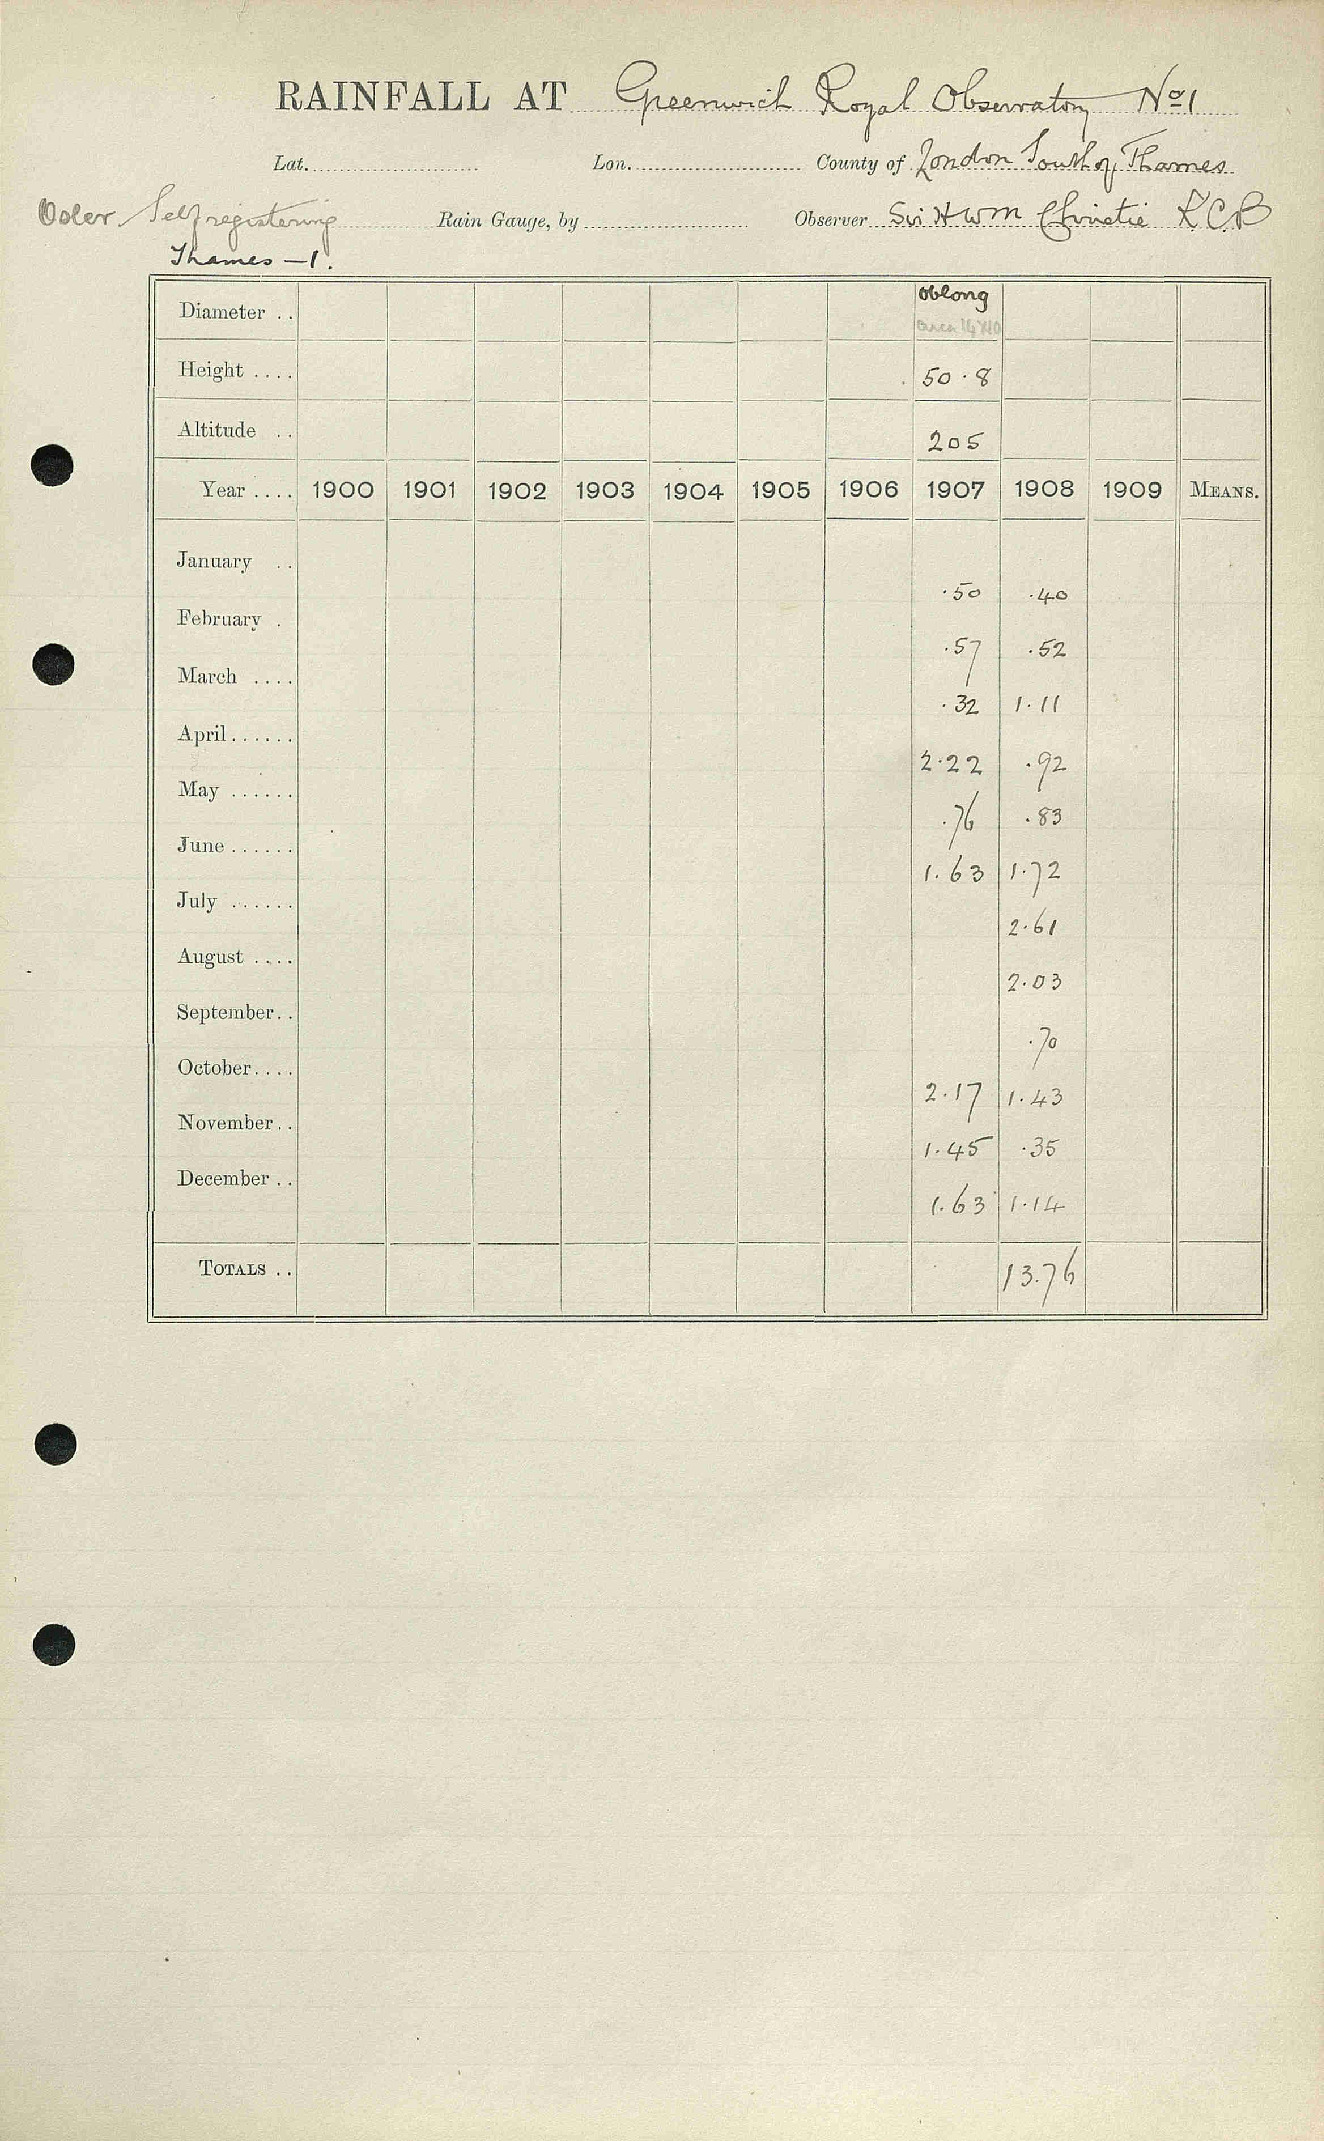 RAINFALL AT Greenwich Royal Observatory No 1
Lat. Lon. County of London South of Thames
Osler Self registering Rain Gauge, by Observer Sir H W M Christie K C B
Thames — 1.
Diameter .. oblong
circa 14 x 10
Height .... 50.8
Altitude .. 205
Year .... 1900 1901 1902 1903 1904 1905 1906 1907 1908 1909 MEANS.
January .. .50 .40
February . .57 .52
March .... .32 1.11
April...... 2.22 .92
May ...... .76 .83
June ...... 1.63 1.72
July ...... 2.61
August .... 2.03
September.. .70
October.... 2.17 1.43
November.. 1.45 .35
December .. 1.63 1.14
TOTALS .. 13.76